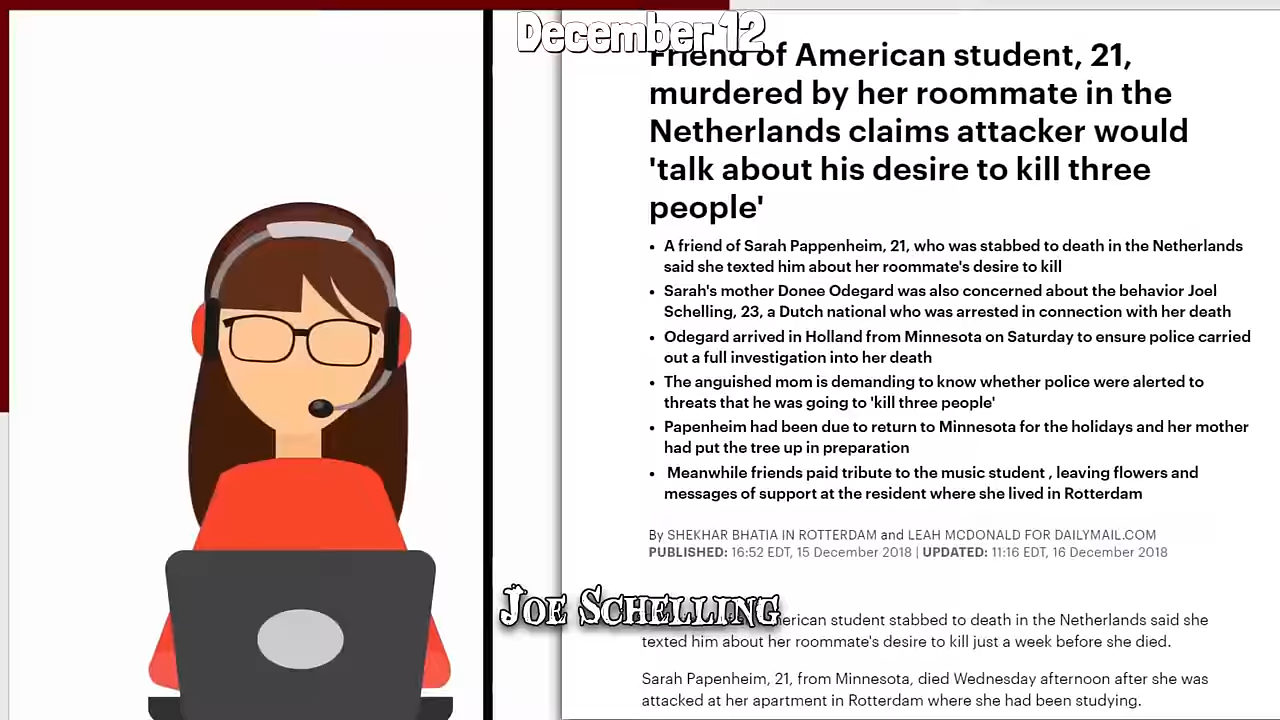 December 12
Friend of American student, 21,
murdered by her roommate in the
Netherlands claims attacker would
'talk about his desire to kill three
people'
• A friend of Sarah Pappenheim, 21, who was stabbed to death in the Netherlands
said she texted him about her roommate's desire to kill
• Sarah's mother Donee Odegard was also concerned about the behavior Joel
Schelling, 23, a Dutch national who was arrested in connection with her death
• Odegard arrived in Holland from Minnesota on Saturday to ensure police carried
out a full investigation into her death
• The anguished mom is demanding to know whether police were alerted to
threats that he was going to 'kill three people'
• Papenheim had been due to return to Minnesota for the holidays and her mother
had put the tree up in preparation
• Meanwhile friends paid tribute to the music student , leaving flowers and
messages of support at the resident where she lived in Rotterdam
By SHEKHAR BHATIA IN ROTTERDAM and LEAH MCDONALD FOR DAILYMAIL.COM
PUBLISHED: 16:52 EDT, 15 December 2018 | UPDATED: 11:16 EDT, 16 December 2018
Joe Schelling
American student stabbed to death in the Netherlands said she
texted him about her roommate's desire to kill just a week before she died.
Sarah Papenheim, 21, from Minnesota, died Wednesday afternoon after she was
attacked at her apartment in Rotterdam where she had been studying.